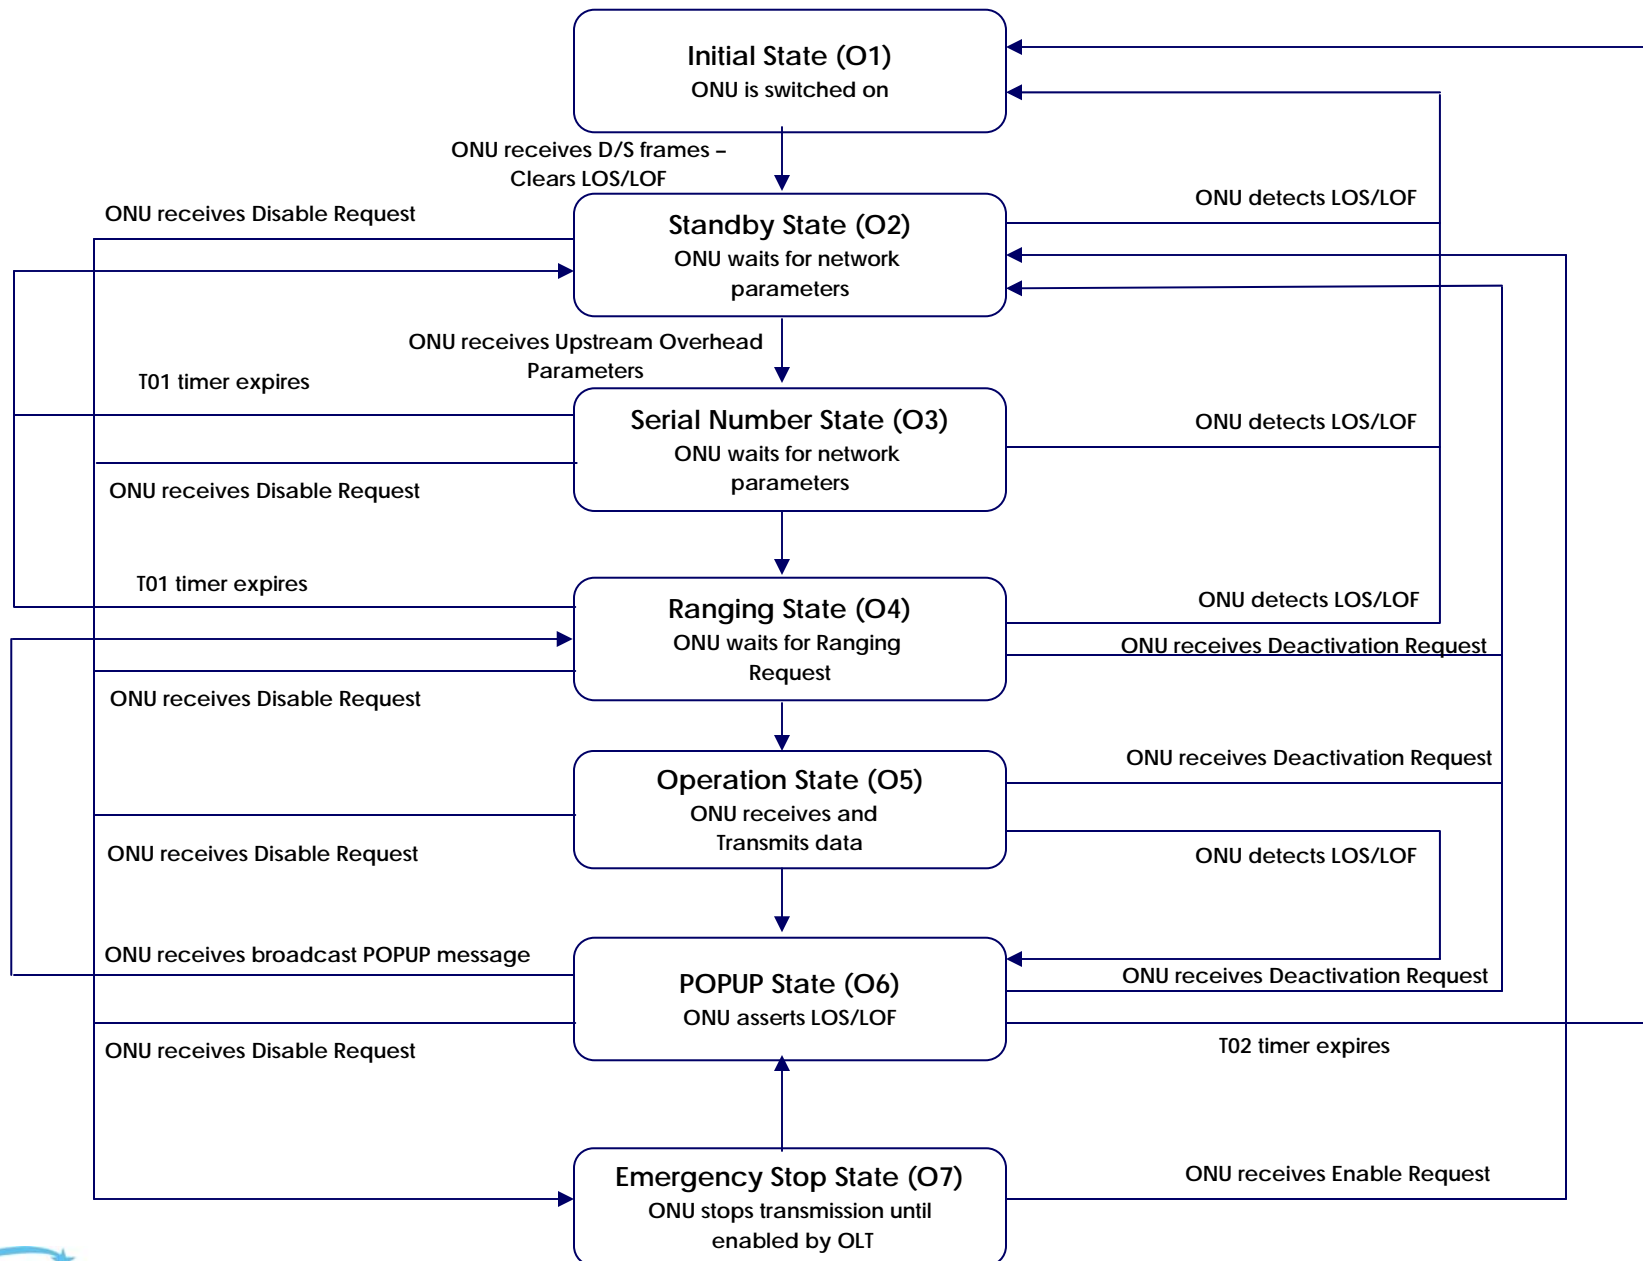 Initial State (O1)
ONU is switched on
ONU receives D/S frames –
Clears LOS/LOF
ONU receives Disable Request
ONU detects LOS/LOF
Standby State (O2)
ONU waits for network
parameters
ONU receives Upstream Overhead
Parameters
T01 timer expires
Serial Number State (O3)
ONU waits for network
parameters
ONU detects LOS/LOF
ONU receives Disable Request
T01 timer expires
Ranging State (O4)
ONU waits for Ranging
Request
ONU detects LOS/LOF
ONU receives Deactivation Request
ONU receives Disable Request
Operation State (O5)
ONU receives and
Transmits data
ONU receives Deactivation Request
ONU receives Disable Request
ONU detects LOS/LOF
ONU receives broadcast POPUP message
POPUP State (O6)
ONU asserts LOS/LOF
ONU receives Deactivation Request
ONU receives Disable Request
T02 timer expires
Emergency Stop State (O7)
ONU stops transmission until
enabled by OLT
ONU receives Enable Request